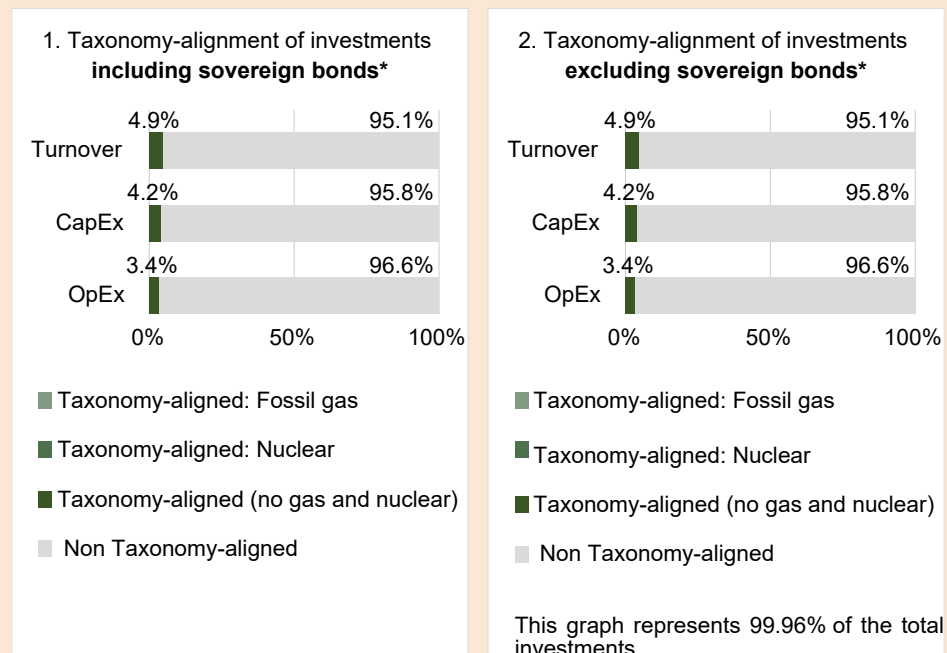 1. Taxonomy-alignment of investments
including sovereign bonds*
4.9% 95.1%
Turnover
4.2% 95.8%
CapEx
3.4% 96.6%
OpEx
0% 50% 100%
Taxonomy-aligned: Fossil gas
Taxonomy-aligned: Nuclear
Taxonomy-aligned (no gas and nuclear)
Non Taxonomy-aligned
2. Taxonomy-alignment of investments
excluding sovereign bonds*
4.9% 95.1%
Turnover
4.2% 95.8%
CapEx
3.4% 96.6%
OpEx
0% 50% 100%
Taxonomy-aligned: Fossil gas
Taxonomy-aligned: Nuclear
Taxonomy-aligned (no gas and nuclear)
Non Taxonomy-aligned
This graph represents 99.96% of the total
investments